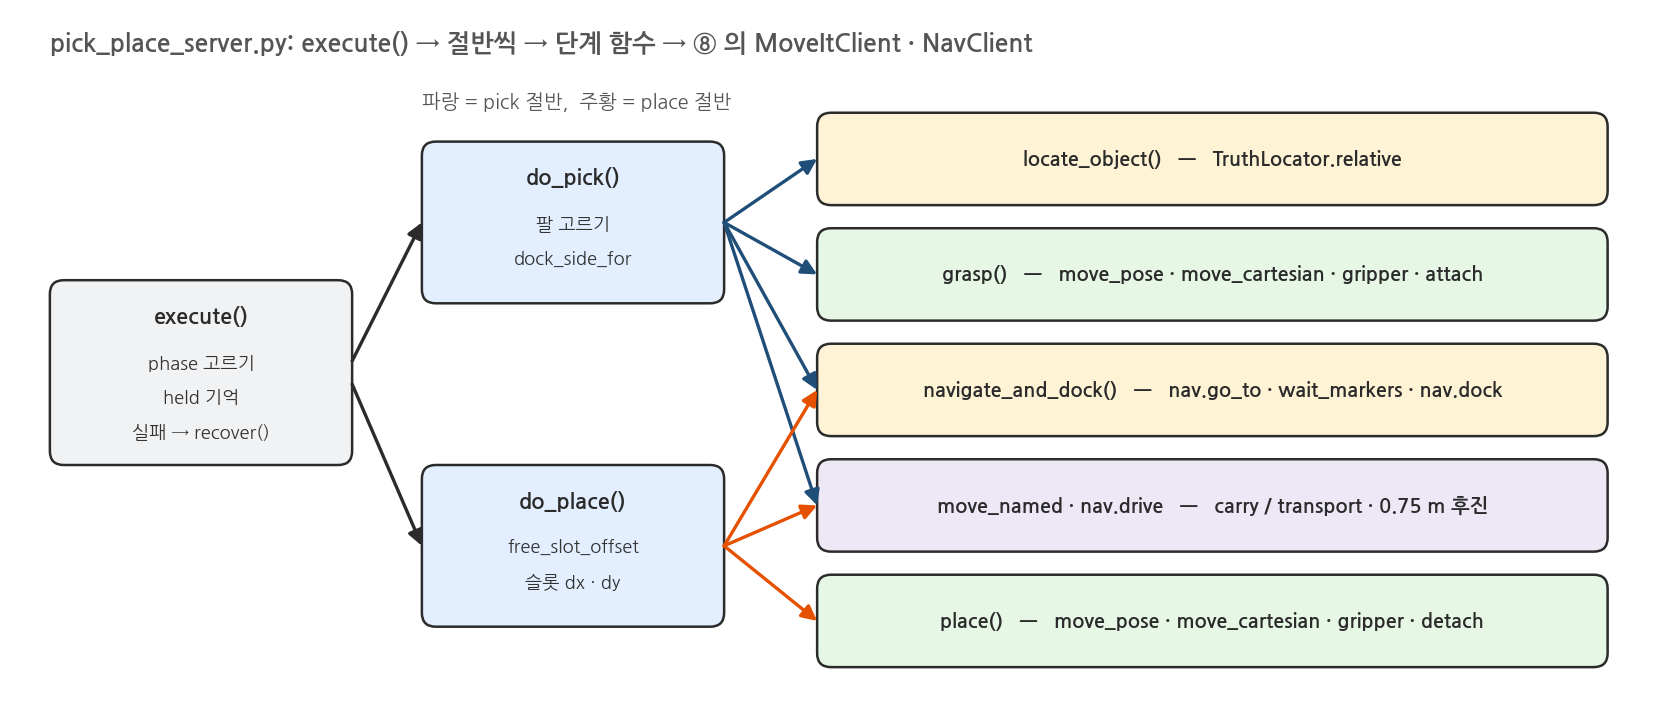 pick_place_server.py: execute() → 절반씩 → 단계 함수 → ⑧ 의 MoveItClient · NavClient
파랑 = pick 절반, 주황 = place 절반
execute()
phase 고르기
held 기억
실패 → recover()
do_pick()
팔 고르기
dock_side_for
do_place()
free_slot_offset
슬롯 dx · dy
locate_object() — TruthLocator.relative
grasp() — move_pose · move_cartesian · gripper · attach
navigate_and_dock() — nav.go_to · wait_markers · nav.dock
move_named · nav.drive — carry / transport · 0.75 m 후진
place() — move_pose · move_cartesian · gripper · detach